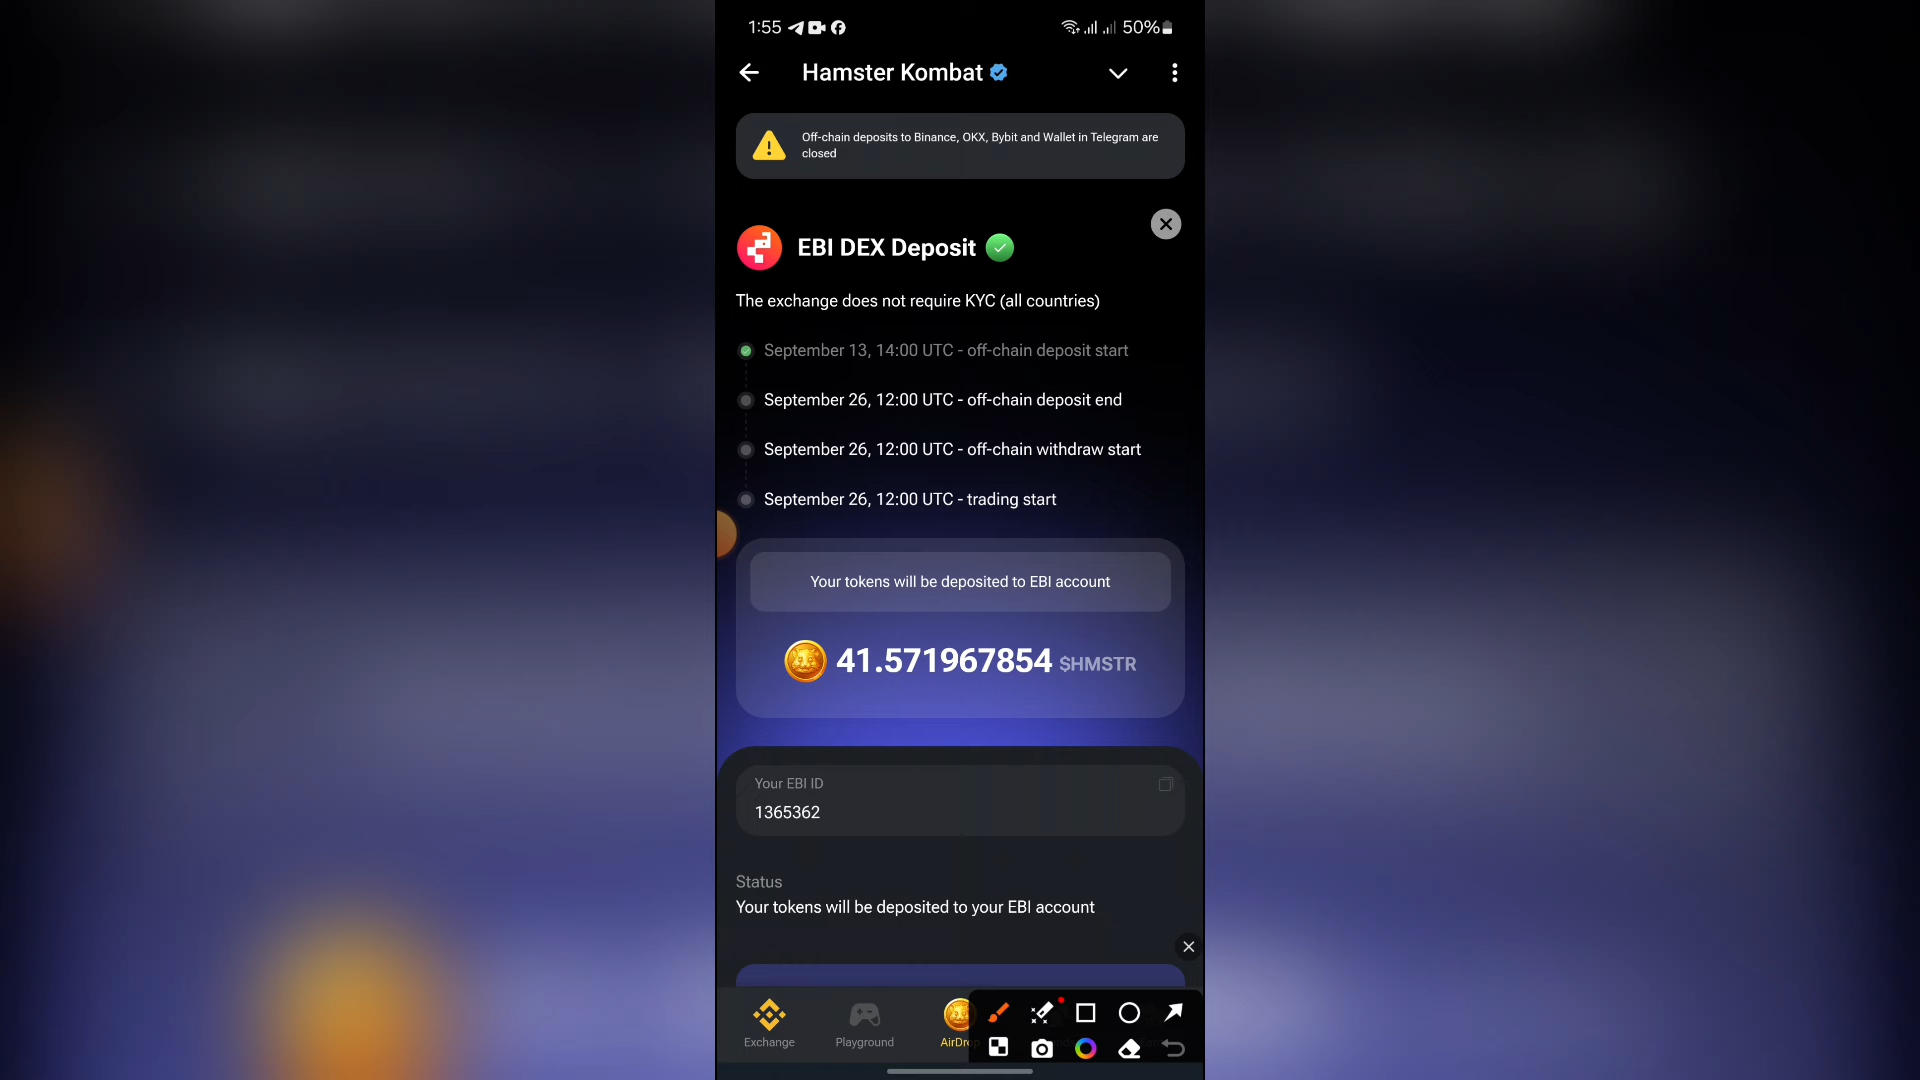 1:55
50%
Hamster Kombat
Off-chain deposits to Binance, OKX, Bybit and Wallet in Telegram are
closed
EBI DEX Deposit
The exchange does not require KYC (all countries)
September 13, 14:00 UTC - off-chain deposit start
September 26, 12:00 UTC - off-chain deposit end
September 26, 12:00 UTC - off-chain withdraw start
September 26, 12:00 UTC - trading start
Your tokens will be deposited to EBI account
41.571967854 $HMSTR
Your EBI ID
1365362
Status
Your tokens will be deposited to your EBI account
Exchange
Playground